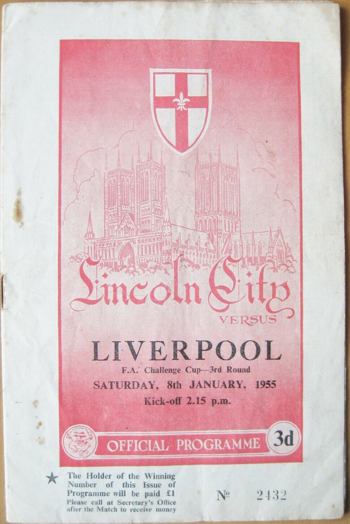 Lincoln City
VERSUS
LIVERPOOL
F.A. Challenge Cup—3rd Round
SATURDAY, 8th JANUARY, 1955
Kick-off 2.15 p.m.
OFFICIAL PROGRAMME 3d
★ The Holder of the Winning
Number of this Issue of
Programme will be paid £1
Please call at Secretary's Office
after the Match to receive money
No 2432